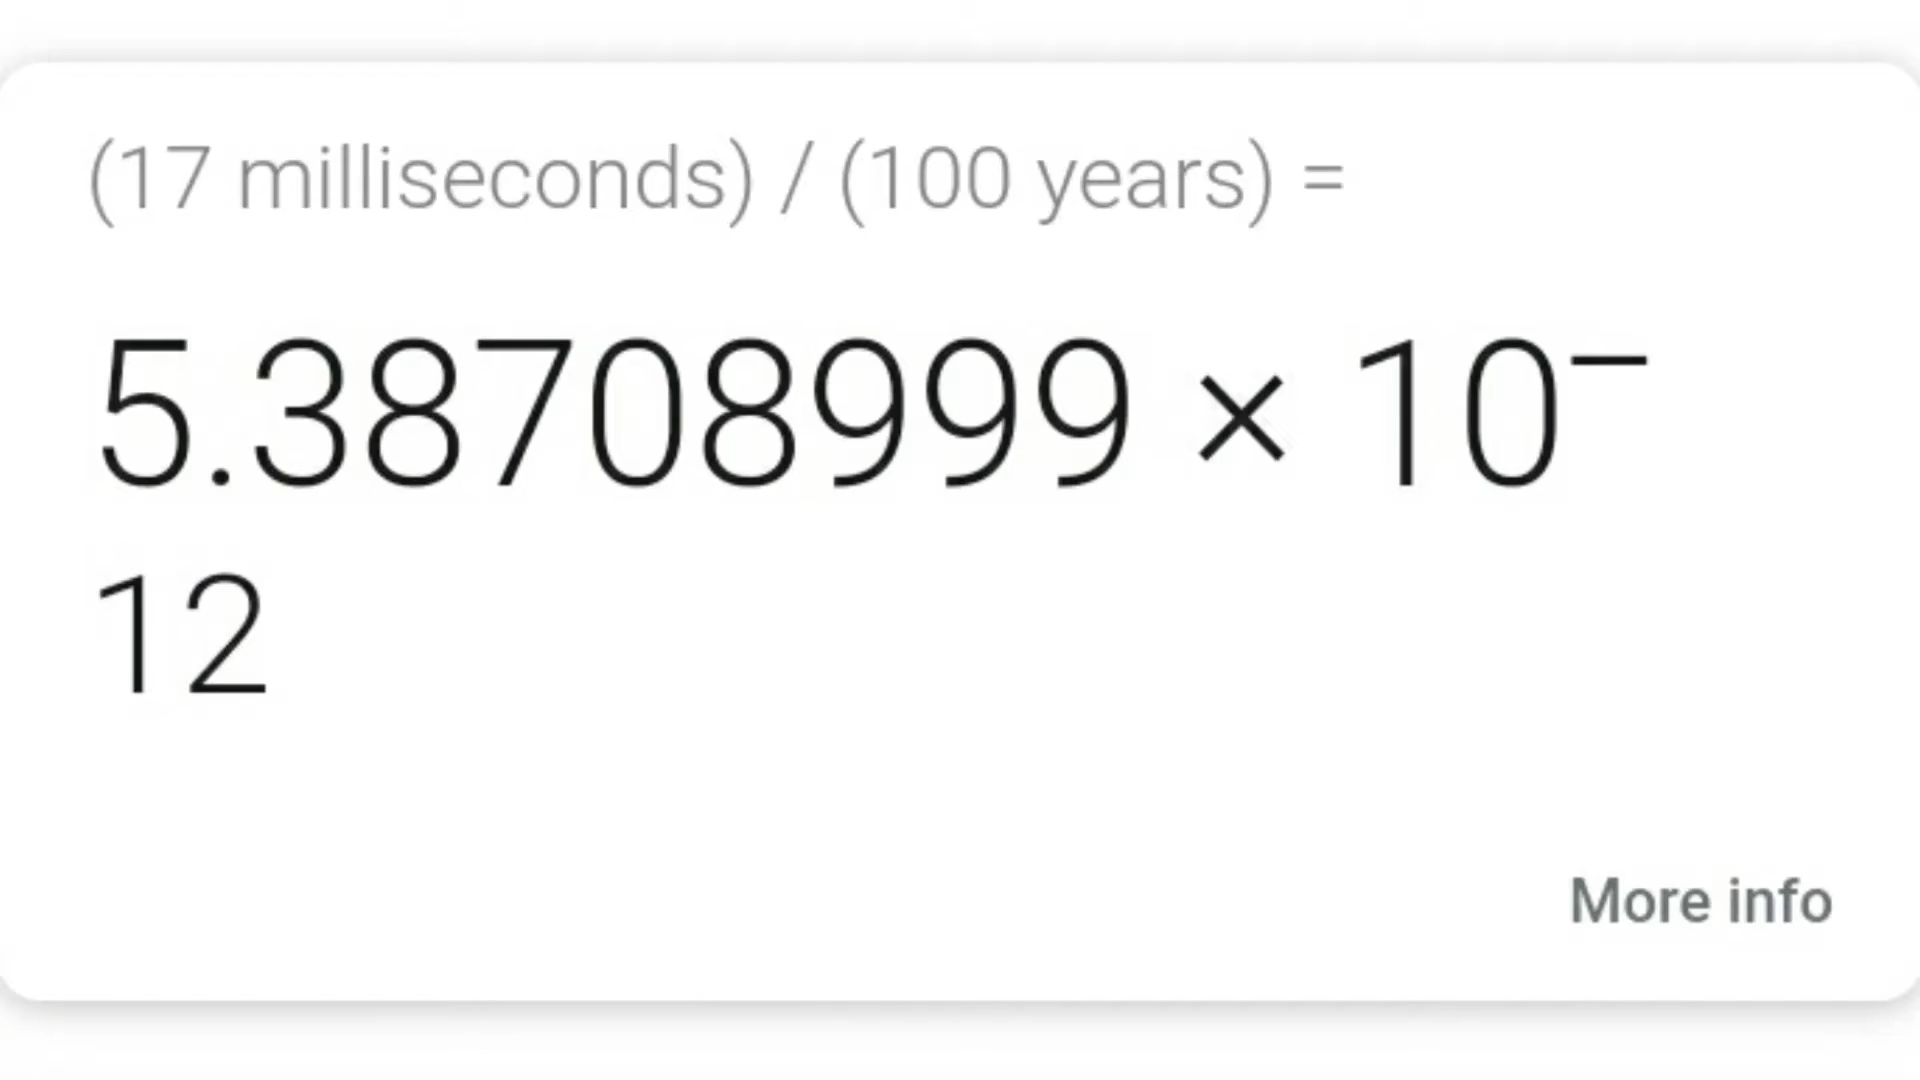 (17 milliseconds) / (100 years) =
5.38708999 × 10⁻
12
More info